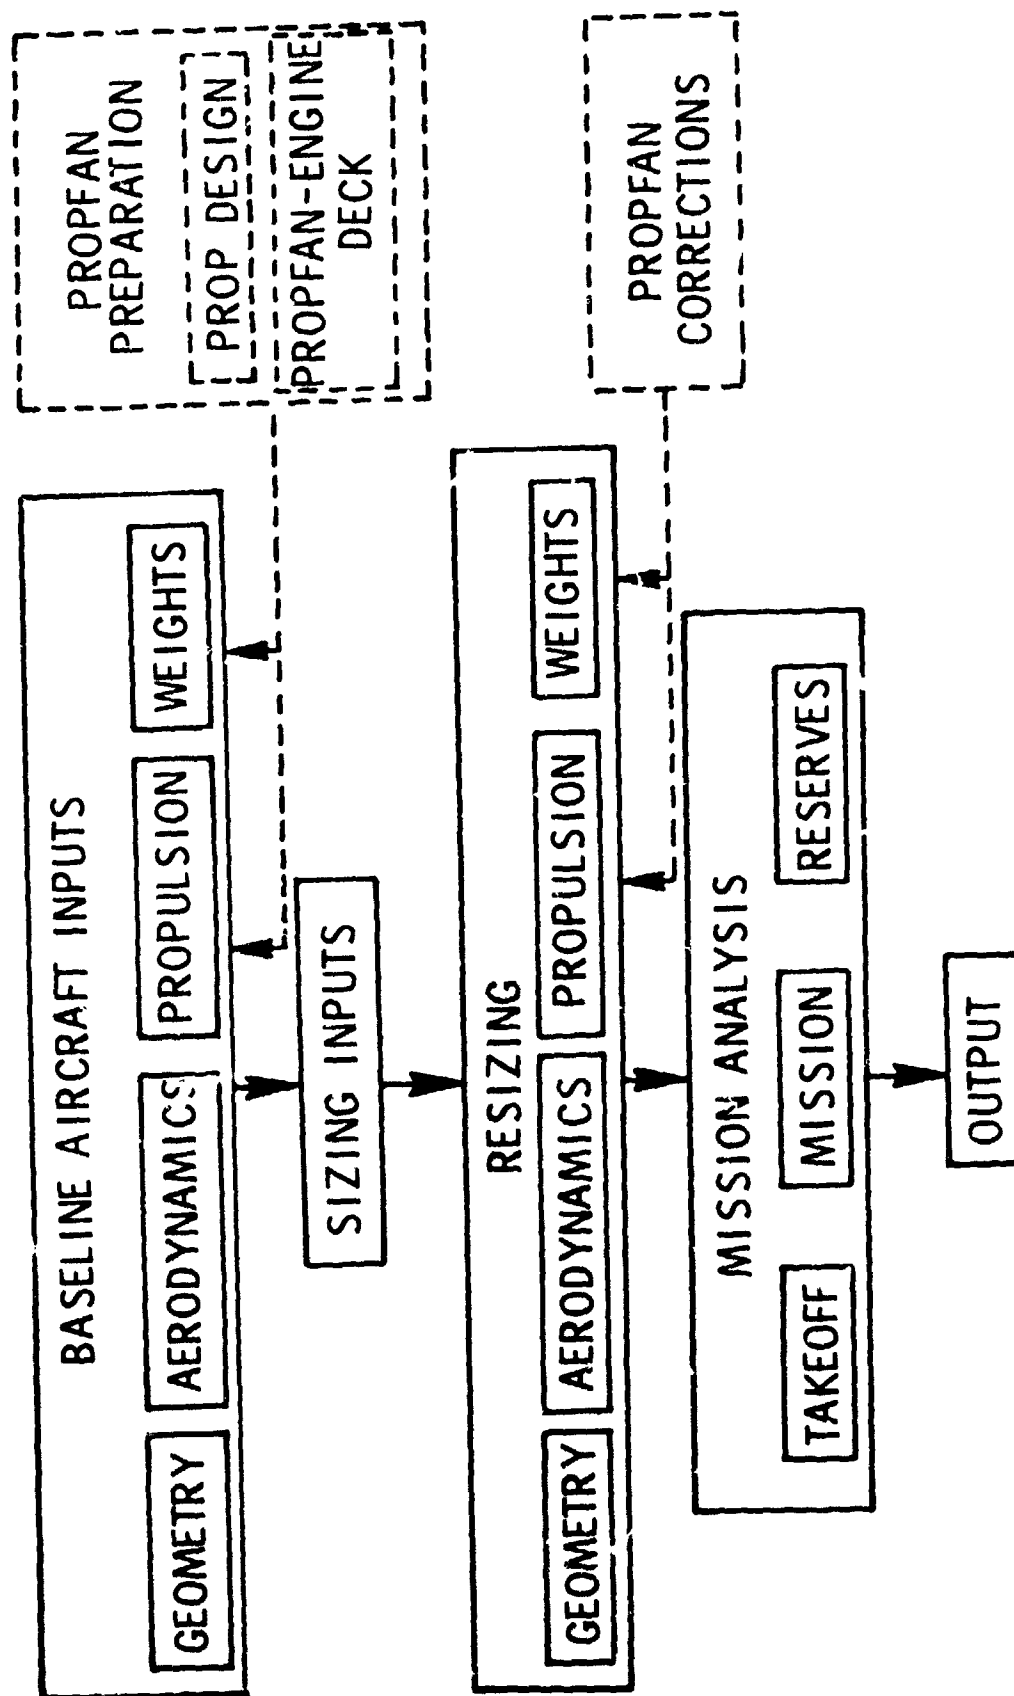 BASELINE AIRCRAFT INPUTS
GEOMETRY
AERODYNAMICS
PROPULSION
WEIGHTS
PROPFAN
PREPARATION
PROP DESIGN
PROPFAN-ENGINE
DECK
SIZING INPUTS
RESIZING
GEOMETRY
AERODYNAMICS
PROPULSION
WEIGHTS
PROPFAN
CORRECTIONS
MISSION ANALYSIS
TAKEOFF
MISSION
RESERVES
OUTPUT